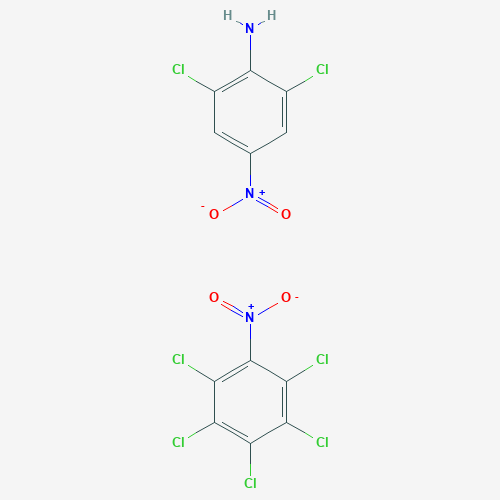 H H
N
Cl Cl
N +
- O O
O O -
N +
Cl Cl
Cl Cl
Cl